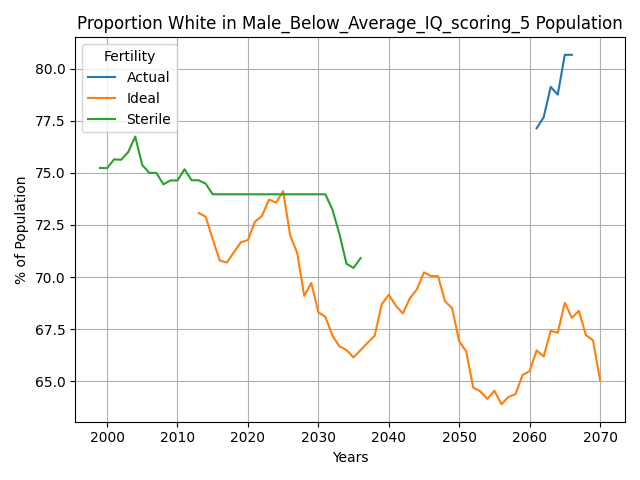 Proportion White in Male_Below_Average_IQ_scoring_5 Population
Fertility
Actual
Ideal
Sterile
80.0
77.5
75.0
72.5
70.0
67.5
65.0
% of Population
2000 2010 2020 2030 2040 2050 2060 2070
Years